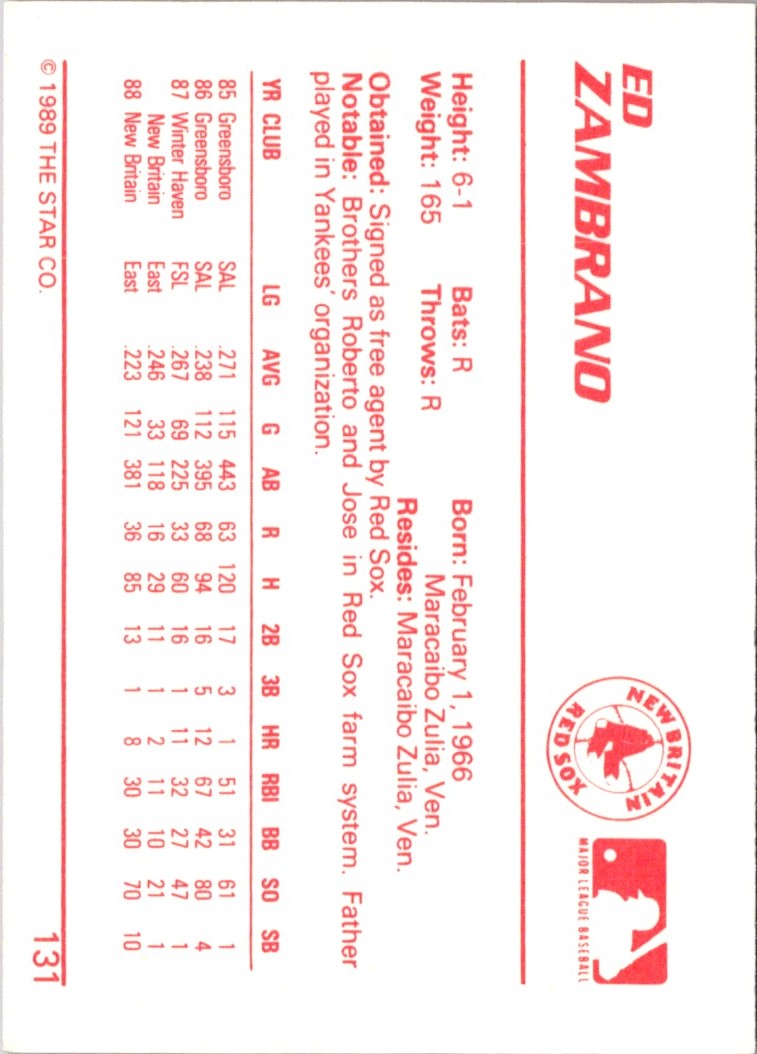 ED
ZAMBRANO
NEW BRITAIN
RED SOX
MAJOR LEAGUE BASEBALL
Height: 6-1 Bats: R Born: February 1, 1966
Weight: 165 Throws: R Maracaibo Zulia, Ven.
Resides: Maracaibo Zulia, Ven.
Obtained: Signed as free agent by Red Sox.
Notable: Brothers Roberto and Jose in Red Sox farm system. Father
played in Yankees' organization.
YR CLUB LG AVG G AB R H 2B 3B HR RBI BB SO SB
85 Greensboro SAL .271 115 443 63 120 17 3 1 51 31 61 1
86 Greensboro SAL .238 112 395 68 94 16 5 12 67 42 80 4
87 Winter Haven FSL .267 69 225 33 60 16 1 11 32 27 47 1
New Britain East .246 33 118 16 29 11 1 2 11 10 21 1
88 New Britain East .223 121 381 36 85 13 1 8 30 30 70 10
© 1989 THE STAR CO.
131